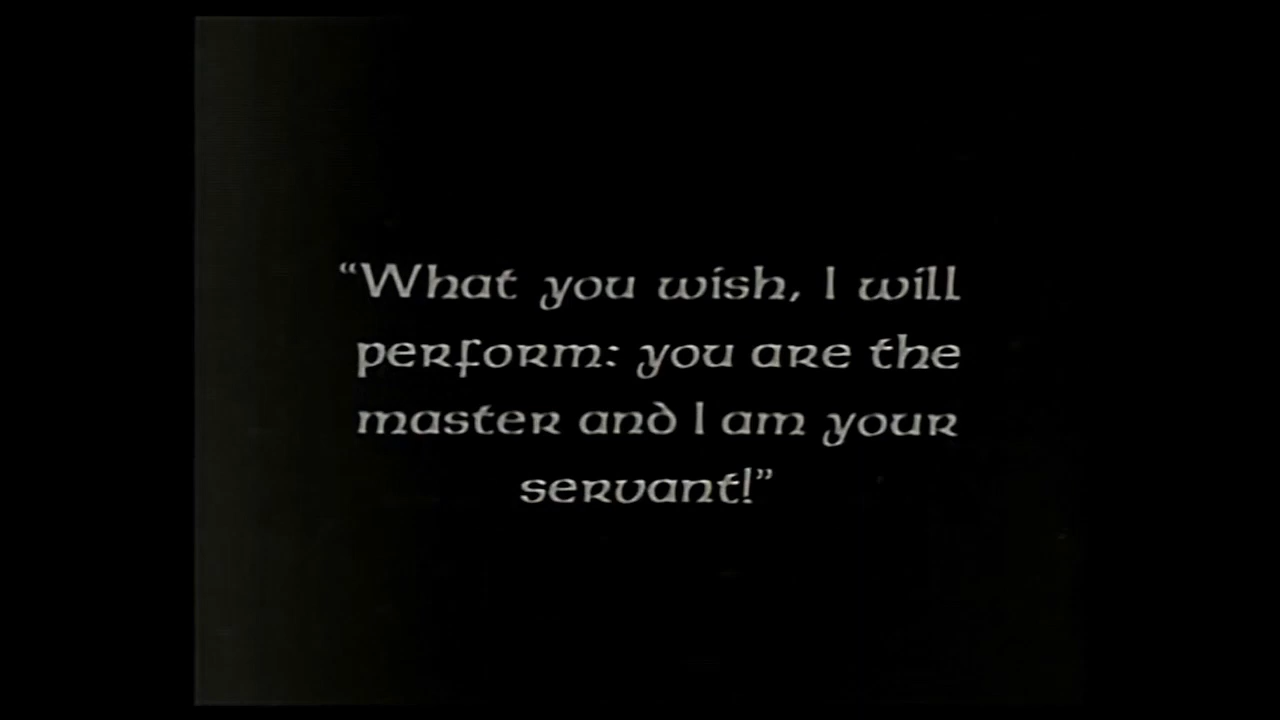 “What you wish, I will
perform: you are the
master and I am your
servant!”